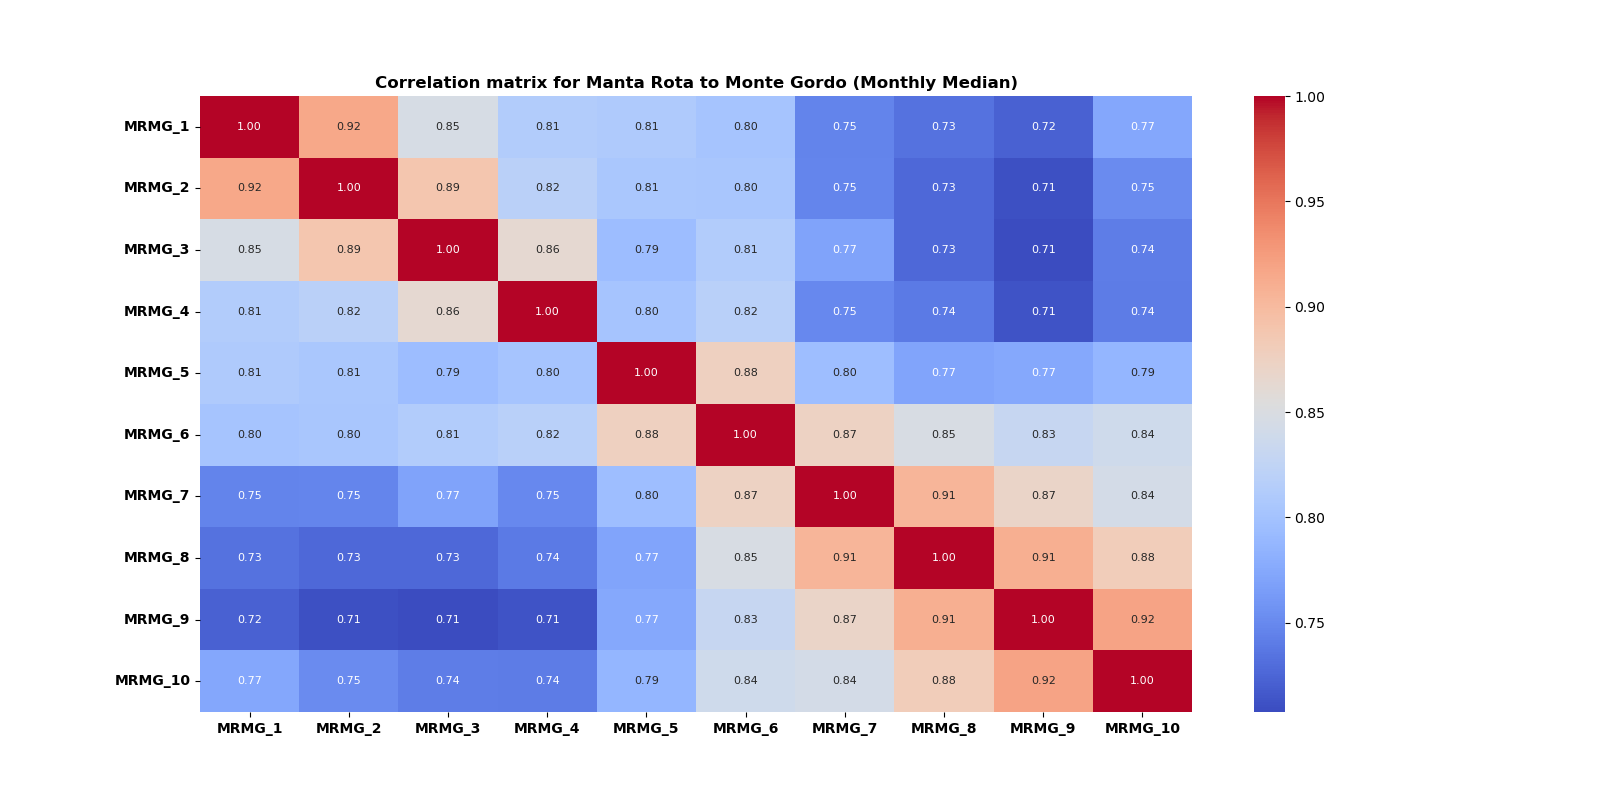 Correlation matrix for Manta Rota to Monte Gordo (Monthly Median)
MRMG_1 1.00 0.92 0.85 0.81 0.81 0.80 0.75 0.73 0.72 0.77
MRMG_2 0.92 1.00 0.89 0.82 0.81 0.80 0.75 0.73 0.71 0.75
MRMG_3 0.85 0.89 1.00 0.86 0.79 0.81 0.77 0.73 0.71 0.74
MRMG_4 0.81 0.82 0.86 1.00 0.80 0.82 0.75 0.74 0.71 0.74
MRMG_5 0.81 0.81 0.79 0.80 1.00 0.88 0.80 0.77 0.77 0.79
MRMG_6 0.80 0.80 0.81 0.82 0.88 1.00 0.87 0.85 0.83 0.84
MRMG_7 0.75 0.75 0.77 0.75 0.80 0.87 1.00 0.91 0.87 0.84
MRMG_8 0.73 0.73 0.73 0.74 0.77 0.85 0.91 1.00 0.91 0.88
MRMG_9 0.72 0.71 0.71 0.71 0.77 0.83 0.87 0.91 1.00 0.92
MRMG_10 0.77 0.75 0.74 0.74 0.79 0.84 0.84 0.88 0.92 1.00
MRMG_1 MRMG_2 MRMG_3 MRMG_4 MRMG_5 MRMG_6 MRMG_7 MRMG_8 MRMG_9 MRMG_10
1.00
0.95
0.90
0.85
0.80
0.75